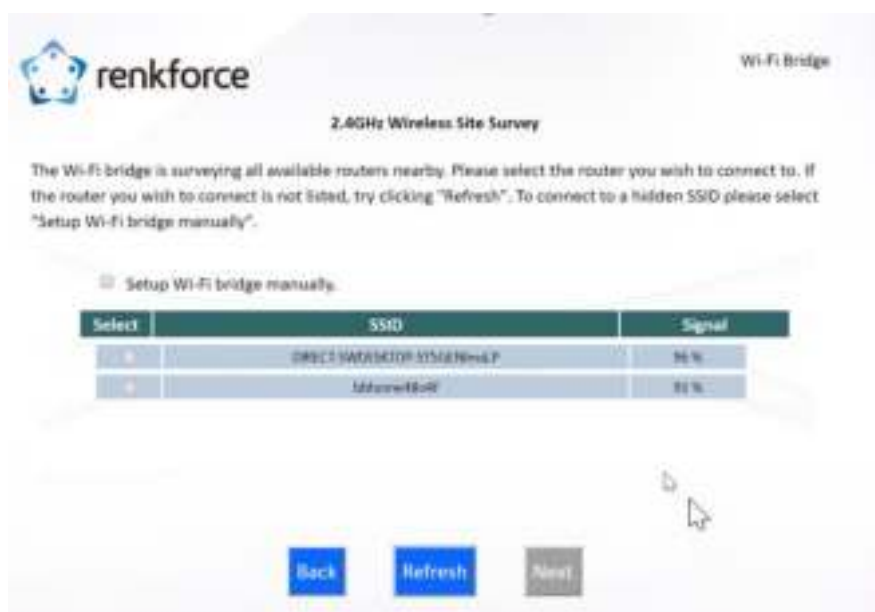 renkforce
Wi-Fi Bridge
2.4GHz Wireless Site Survey
The Wi-Fi bridge is surveying all available routers nearby. Please select the router you wish to connect to. If
the router you wish to connect is not listed, try clicking "Refresh". To connect to a hidden SSID please select
"Setup Wi-Fi bridge manually".
Setup Wi-Fi bridge manually.
Select SSID Signal
96 %
Back Refresh Next